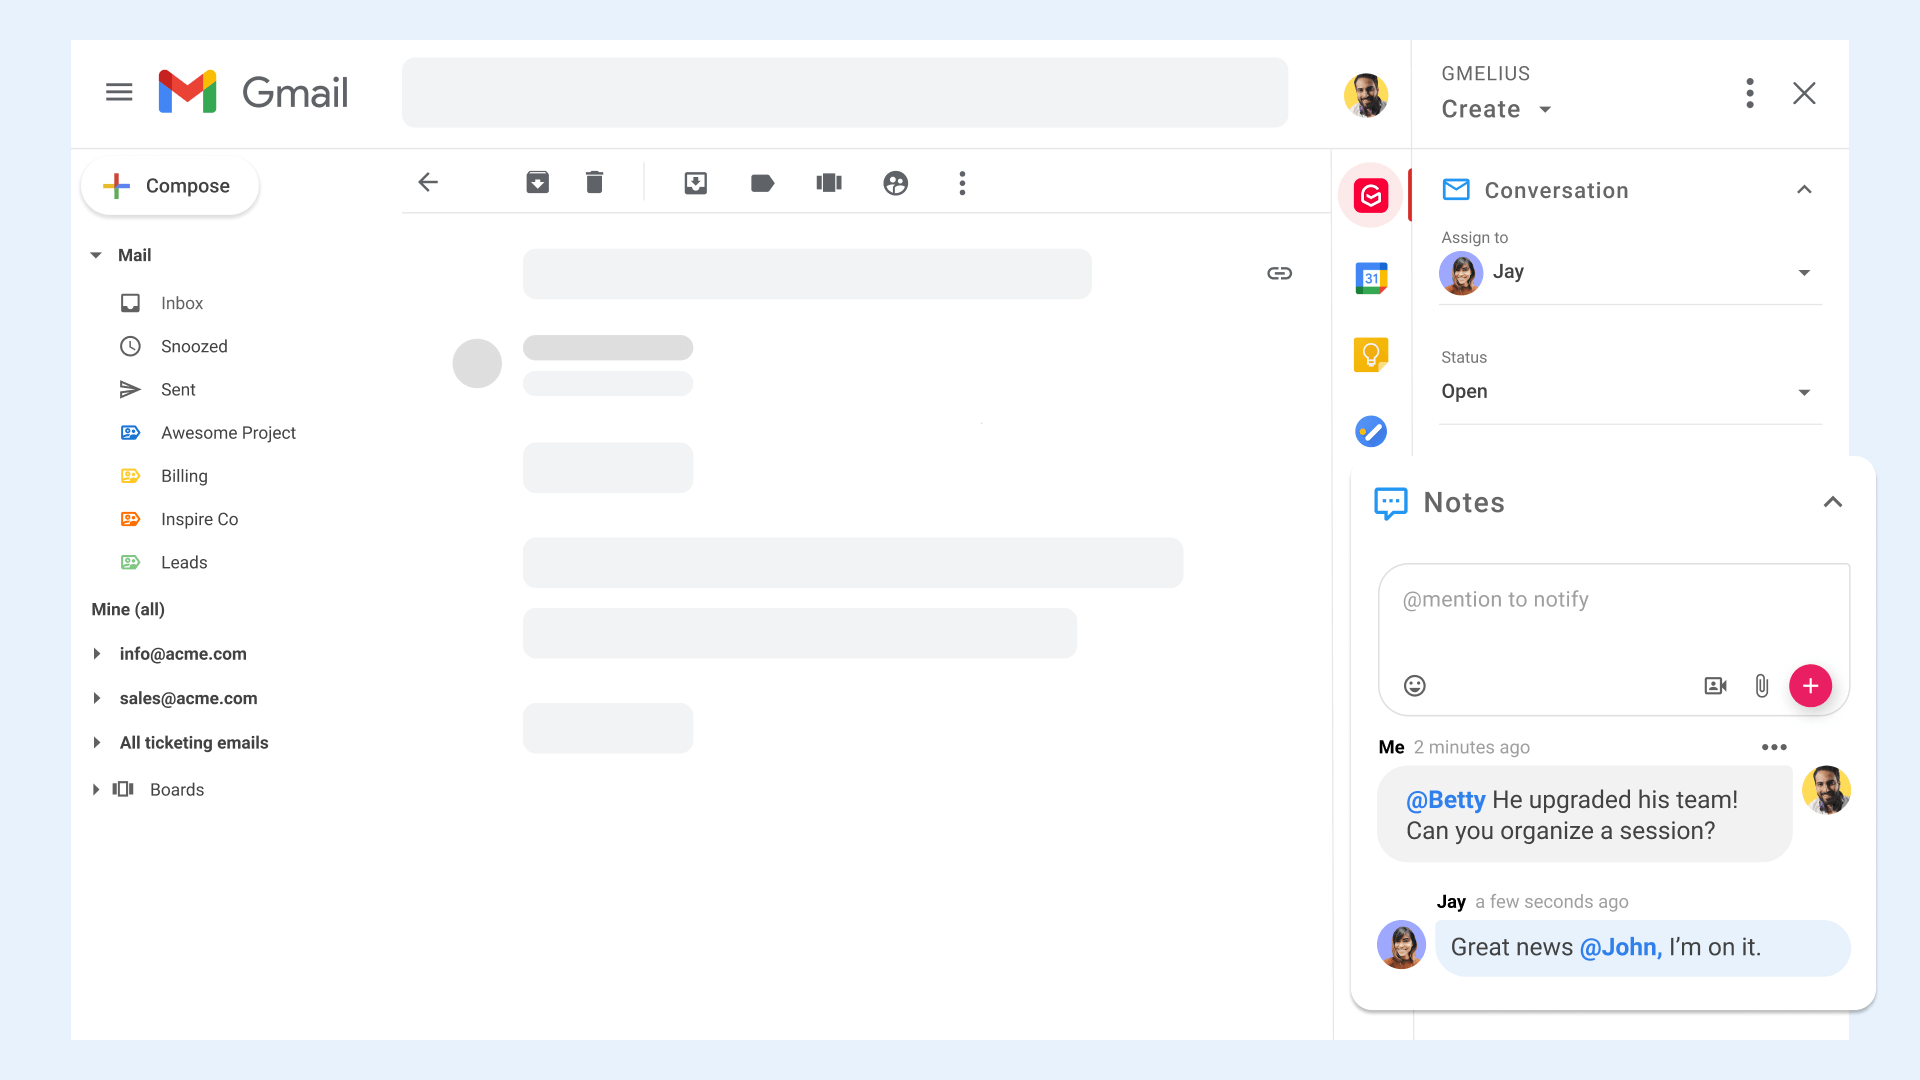 Gmail
GMELIUS
Create
Compose
Mail
Inbox
Snoozed
Sent
Awesome Project
Billing
Inspire Co
Leads
Mine (all)
info@acme.com
sales@acme.com
All ticketing emails
Boards
31
Conversation
Assign to
Jay
Status
Open
Notes
@mention to notify
Me 2 minutes ago
@Betty He upgraded his team!
Can you organize a session?
Jay a few seconds ago
Great news @John, I’m on it.